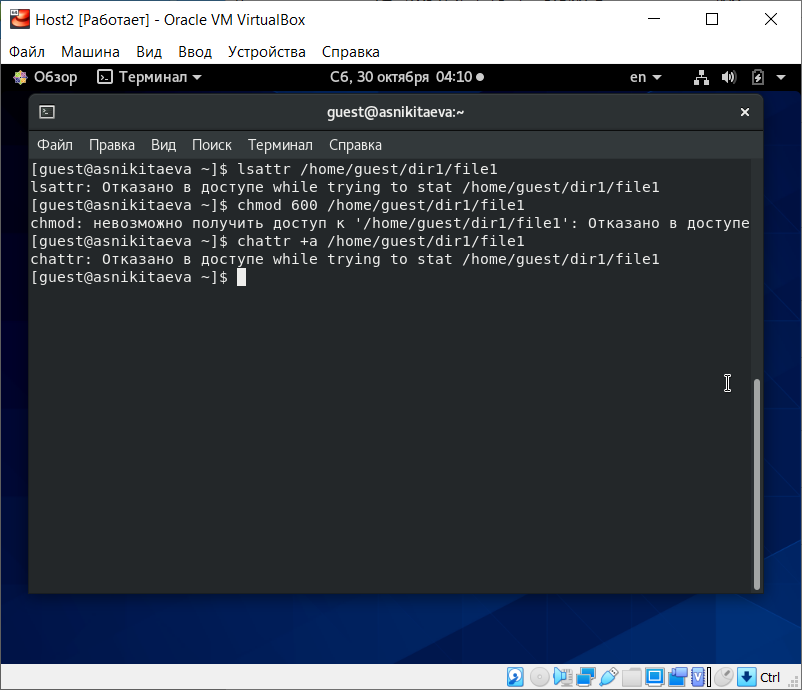 Host2 [Работает] - Oracle VM VirtualBox
Файл Машина Вид Ввод Устройства Справка
Обзор Терминал Сб, 30 октября 04:10 en
guest@asnikitaeva:~
Файл Правка Вид Поиск Терминал Справка
[guest@asnikitaeva ~]$ lsattr /home/guest/dir1/file1
lsattr: Отказано в доступе while trying to stat /home/guest/dir1/file1
[guest@asnikitaeva ~]$ chmod 600 /home/guest/dir1/file1
chmod: невозможно получить доступ к '/home/guest/dir1/file1': Отказано в доступе
[guest@asnikitaeva ~]$ chattr +a /home/guest/dir1/file1
chattr: Отказано в доступе while trying to stat /home/guest/dir1/file1
[guest@asnikitaeva ~]$
Ctrl